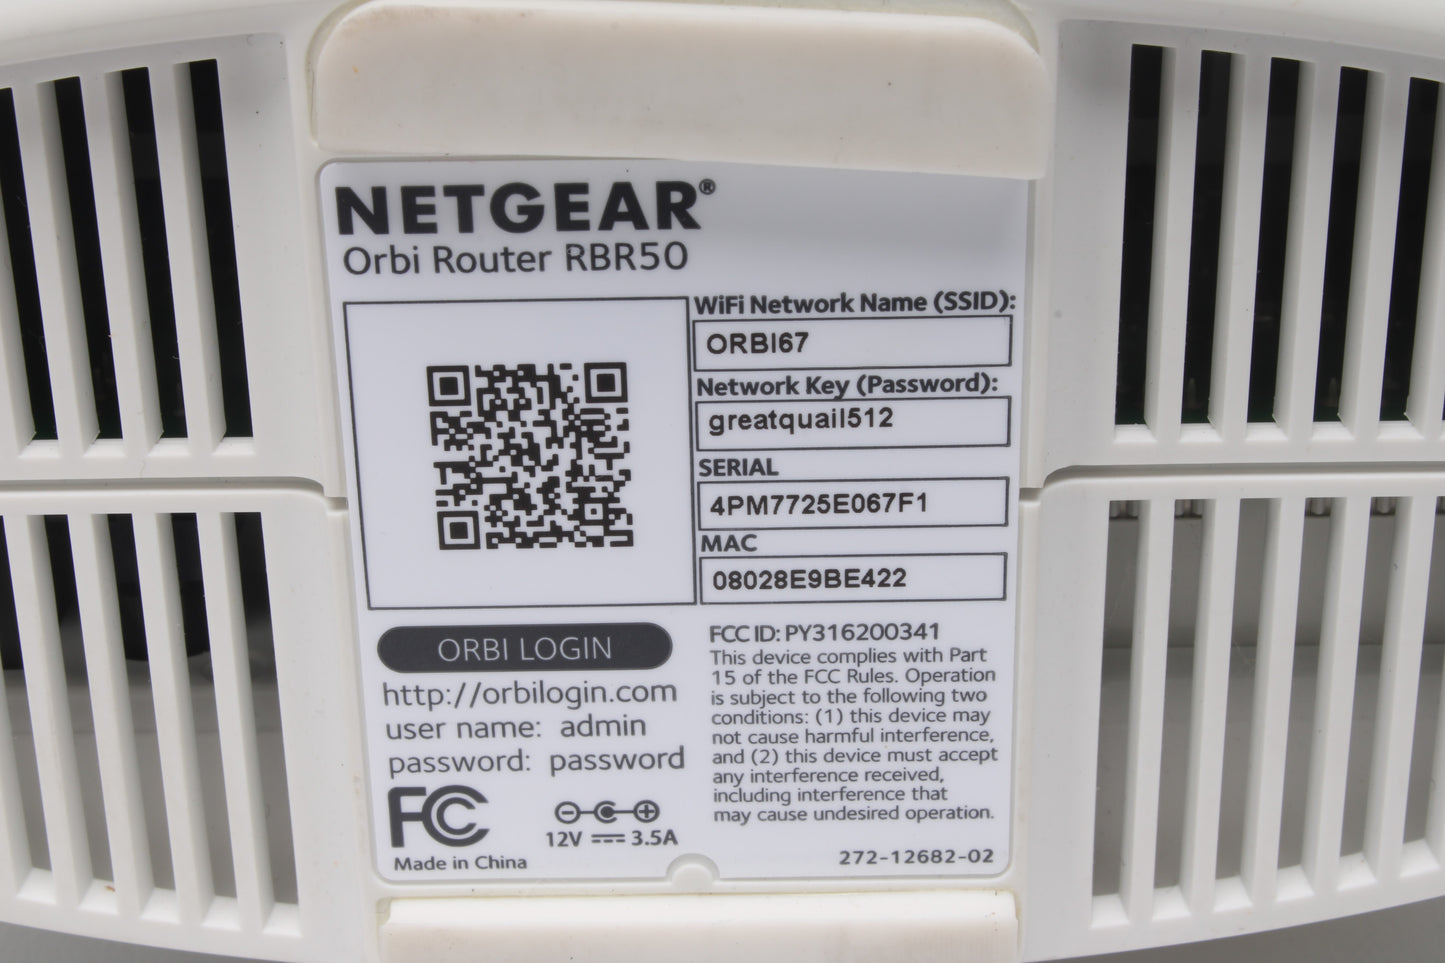 NETGEAR®
Orbi Router RBR50
WiFi Network Name (SSID):
ORBI67
Network Key (Password):
greatquail512
SERIAL
4PM7725E067F1
MAC
08028E9BE422
ORBI LOGIN
http://orbilogin.com
user name: admin
password: password
FC
12V ⎓ 3.5A
Made in China
FCC ID: PY316200341
This device complies with Part
15 of the FCC Rules. Operation
is subject to the following two
conditions: (1) this device may
not cause harmful interference,
and (2) this device must accept
any interference received,
including interference that
may cause undesired operation.
272-12682-02